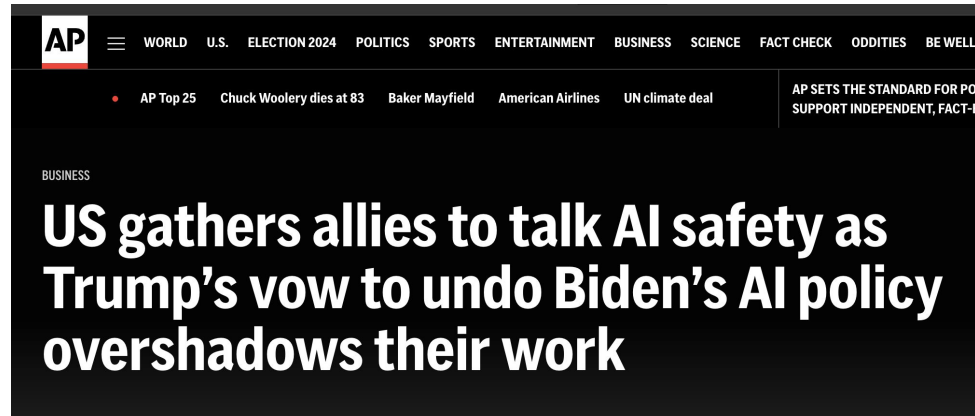 AP
WORLD U.S. ELECTION 2024 POLITICS SPORTS ENTERTAINMENT BUSINESS SCIENCE FACT CHECK ODDITIES BE WELL
AP Top 25 Chuck Woolery dies at 83 Baker Mayfield American Airlines UN climate deal
AP SETS THE STANDARD FOR
SUPPORT INDEPENDENT,
BUSINESS
US gathers allies to talk AI safety as
Trump’s vow to undo Biden’s AI policy
overshadows their work